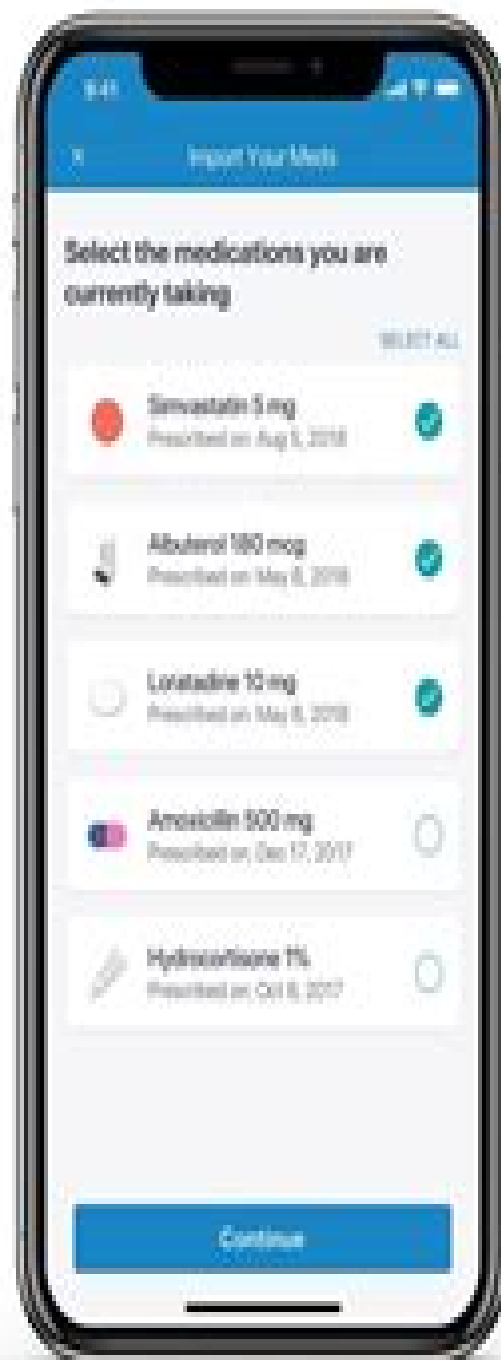 9:41
Import Your Meds
Select the medications you are
currently taking
SELECT ALL
Simvastatin 5 mg
Prescribed on Aug 5, 2018
Albuterol 180 mcg
Prescribed on May 8, 2018
Loratadine 10 mg
Prescribed on May 8, 2018
Amoxicillin 500 mg
Prescribed on Dec 17, 2017
Hydrocortisone 1%
Prescribed on Oct 8, 2017
Continue